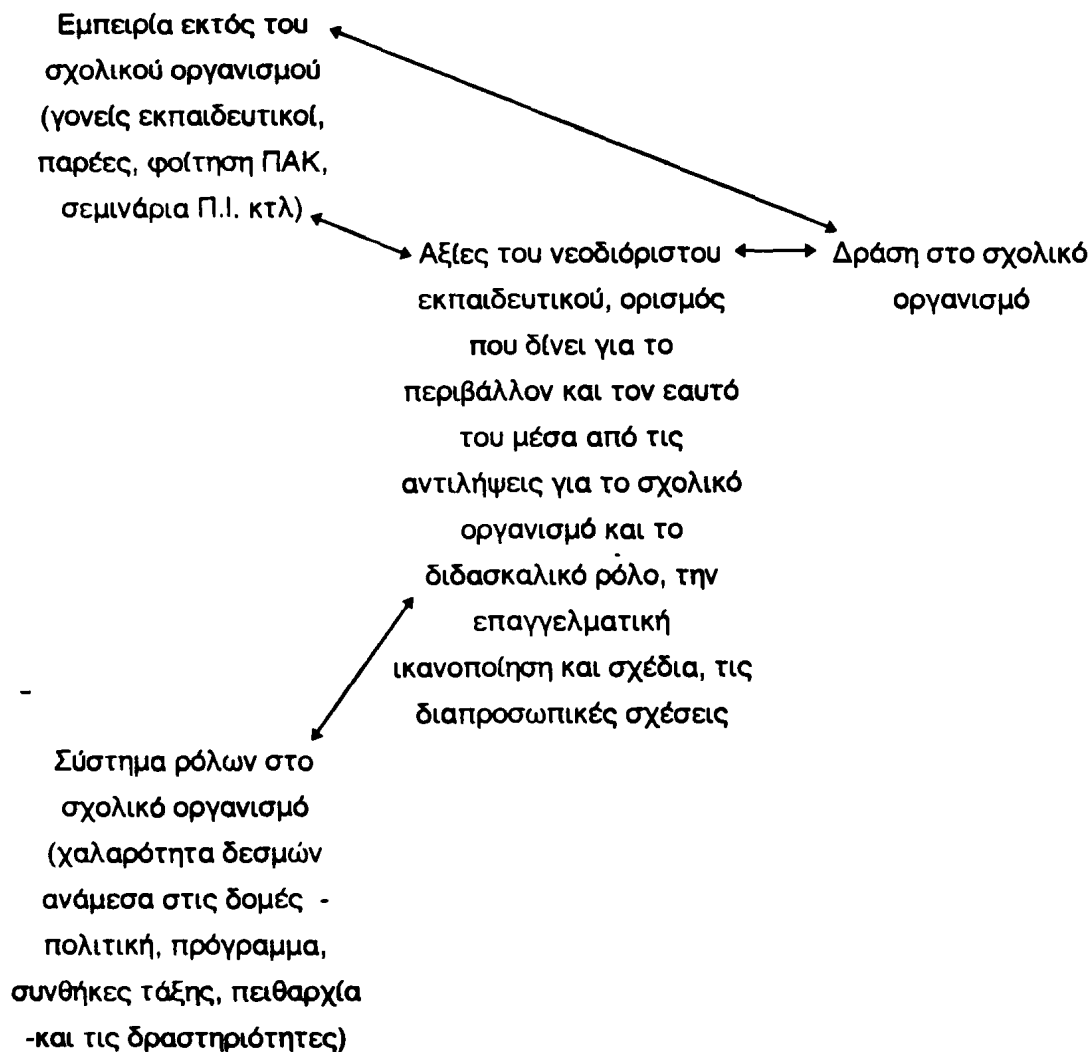 Εμπειρία εκτός του
σχολικού οργανισμού
(γονείς εκπαιδευτικοί,
παρέες, φοίτηση ΠΑΚ,
σεμινάρια Π.Ι. κτλ)
Αξίες του νεοδιόριστου
εκπαιδευτικού, ορισμός
που δίνει για το
περιβάλλον και τον εαυτό
του μέσα από τις
αντιλήψεις για το σχολικό
οργανισμό και το
διδασκαλικό ρόλο, την
επαγγελματική
ικανοποίηση και σχέδια, τις
διαπροσωπικές σχέσεις
Δράση στο σχολικό
οργανισμό
Σύστημα ρόλων στο
σχολικό οργανισμό
(χαλαρότητα δεσμών
ανάμεσα στις δομές -
πολιτική, πρόγραμμα,
συνθήκες τάξης, πειθαρχία
-και τις δραστηριότητες)